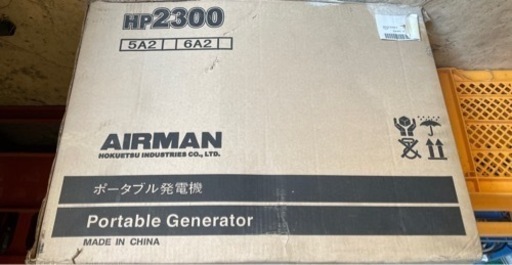 HP2300
5A2 6A2
AIRMAN
HOKUETSU INDUSTRIES CO., LTD.
ポータブル発電機
Portable Generator
MADE IN CHINA